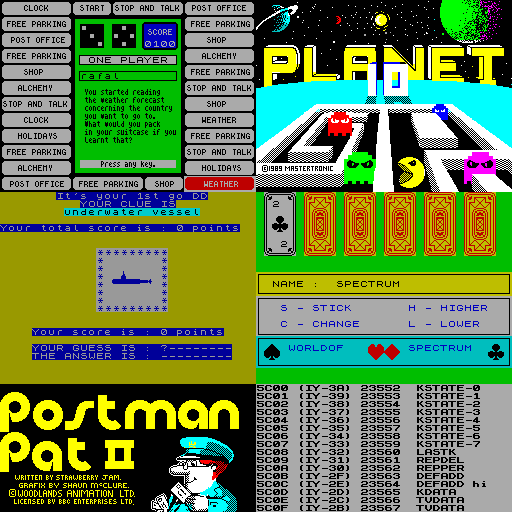 CLOCK START STOP AND TALK POST OFFICE
FREE PARKING SCORE FREE PARKING
POST OFFICE 0100 SHOP
FREE PARKING ONE PLAYER ALCHEMY
SHOP rafal FREE PARKING
ALCHEMY You started reading STOP AND TALK
the weather forecast
STOP AND TALK concerning the country SHOP
you want to go to.
CLOCK What would you pack WEATHER
HOLIDAYS in your suitcase if you FREE PARKING
learnt that?
FREE PARKING STOP AND TALK
ALCHEMY Press any key. HOLIDAYS
POST OFFICE FREE PARKING SHOP WEATHER
PLANET
10
©1989 MASTERTRONIC
It's your 1st go DD
YOUR CLUE IS
underwater vessel
Your total score is : 0 points
Your score is : 0 points
YOUR GUESS IS : ?--------
THE ANSWER IS : ---------
2
2
NAME : SPECTRUM
S - STICK H - HIGHER
C - CHANGE L - LOWER
WORLDOF SPECTRUM
Postman
Pat II
WRITTEN BY STRAWBERRY JAM.
GRAFIX BY SHAUN McCLURE.
©WOODLANDS ANIMATION LTD.
LICENSED BY BBC ENTERPRISES LTD.
5C00 (IY-3A) 23552 KSTATE-0
5C01 (IY-39) 23553 KSTATE-1
5C02 (IY-38) 23554 KSTATE-2
5C03 (IY-37) 23555 KSTATE-3
5C04 (IY-36) 23556 KSTATE-4
5C05 (IY-35) 23557 KSTATE-5
5C06 (IY-34) 23558 KSTATE-6
5C07 (IY-33) 23559 KSTATE-7
5C08 (IY-32) 23560 LASTK
5C09 (IY-31) 23561 REPDEL
5C0A (IY-30) 23562 REPPER
5C0B (IY-2F) 23563 DEFADD
5C0C (IY-2E) 23564 DEFADD hi
5C0D (IY-2D) 23565 KDATA
5C0E (IY-2C) 23566 TVDATA
5C0F (IY-2B) 23567 TVDATA